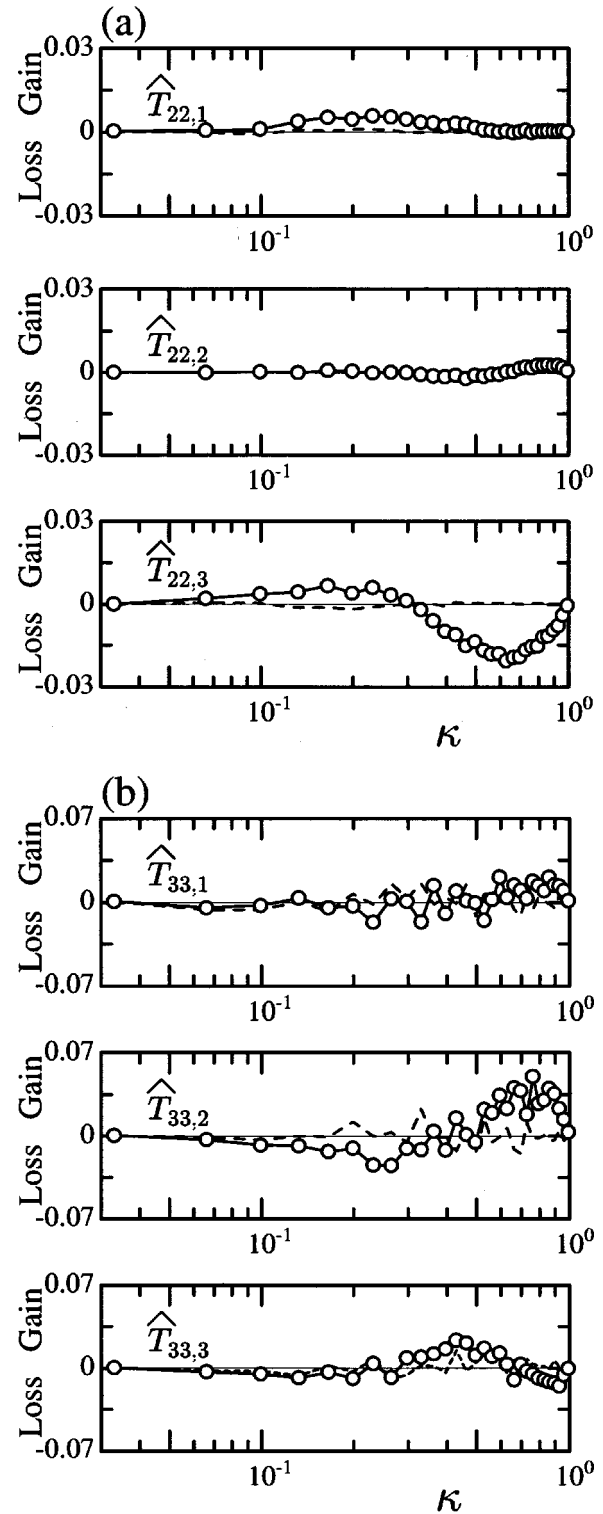 (a)
0.03
Gain
T̂22,1
0
Loss
-0.03
10⁻¹
10⁰
0.03
Gain
T̂22,2
0
Loss
-0.03
10⁻¹
10⁰
0.03
Gain
T̂22,3
0
Loss
-0.03
10⁻¹
10⁰
κ
(b)
0.07
Gain
T̂33,1
0
Loss
-0.07
10⁻¹
10⁰
0.07
Gain
T̂33,2
0
Loss
-0.07
10⁻¹
10⁰
0.07
Gain
T̂33,3
0
Loss
-0.07
10⁻¹
10⁰
κ